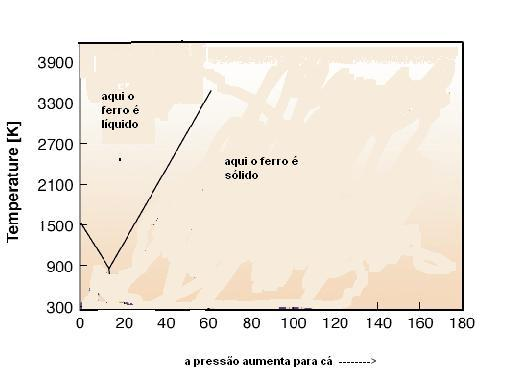 3900
3300
2700
2100
1500
900
300
Temperature [K]
aqui o
ferro é
líquido
aqui o ferro é
sólido
0 20 40 60 80 100 120 140 160 180
a pressão aumenta para cá -------->